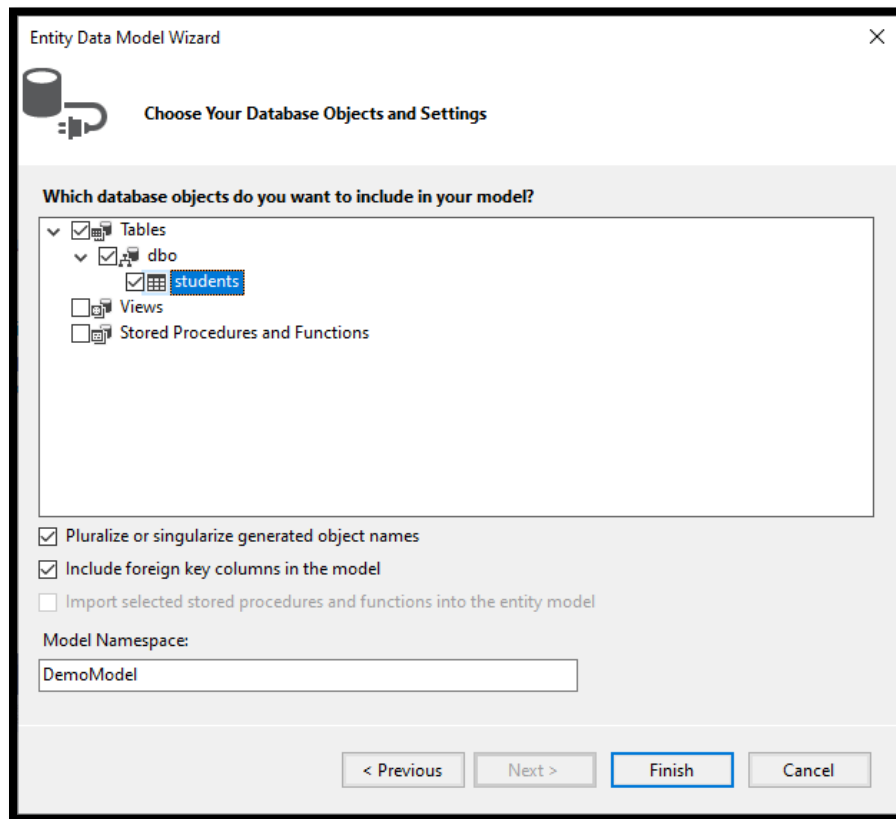 Entity Data Model Wizard
Choose Your Database Objects and Settings
Which database objects do you want to include in your model?
Tables
dbo
students
Views
Stored Procedures and Functions
Pluralize or singularize generated object names
Include foreign key columns in the model
Import selected stored procedures and functions into the entity model
Model Namespace:
DemoModel
< Previous Next > Finish Cancel